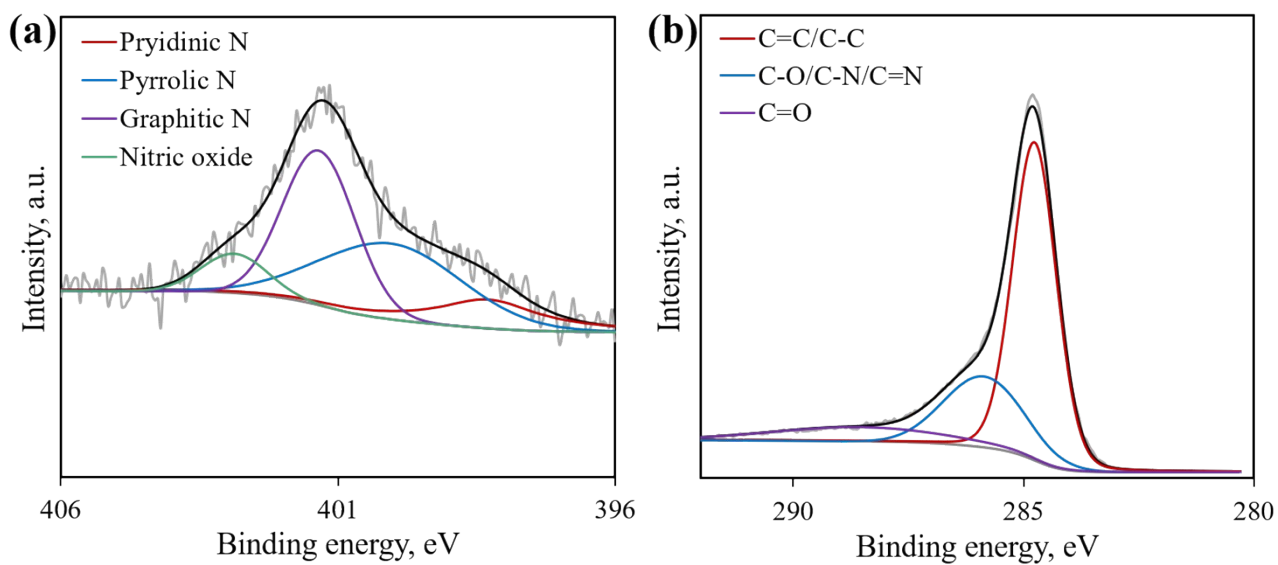 (a)
Pryidinic N
Pyrrolic N
Graphitic N
Nitric oxide
Intensity, a.u.
406
401
396
Binding energy, eV
(b)
C=C/C-C
C-O/C-N/C=N
C=O
Intensity, a.u.
290
285
280
Binding energy, eV